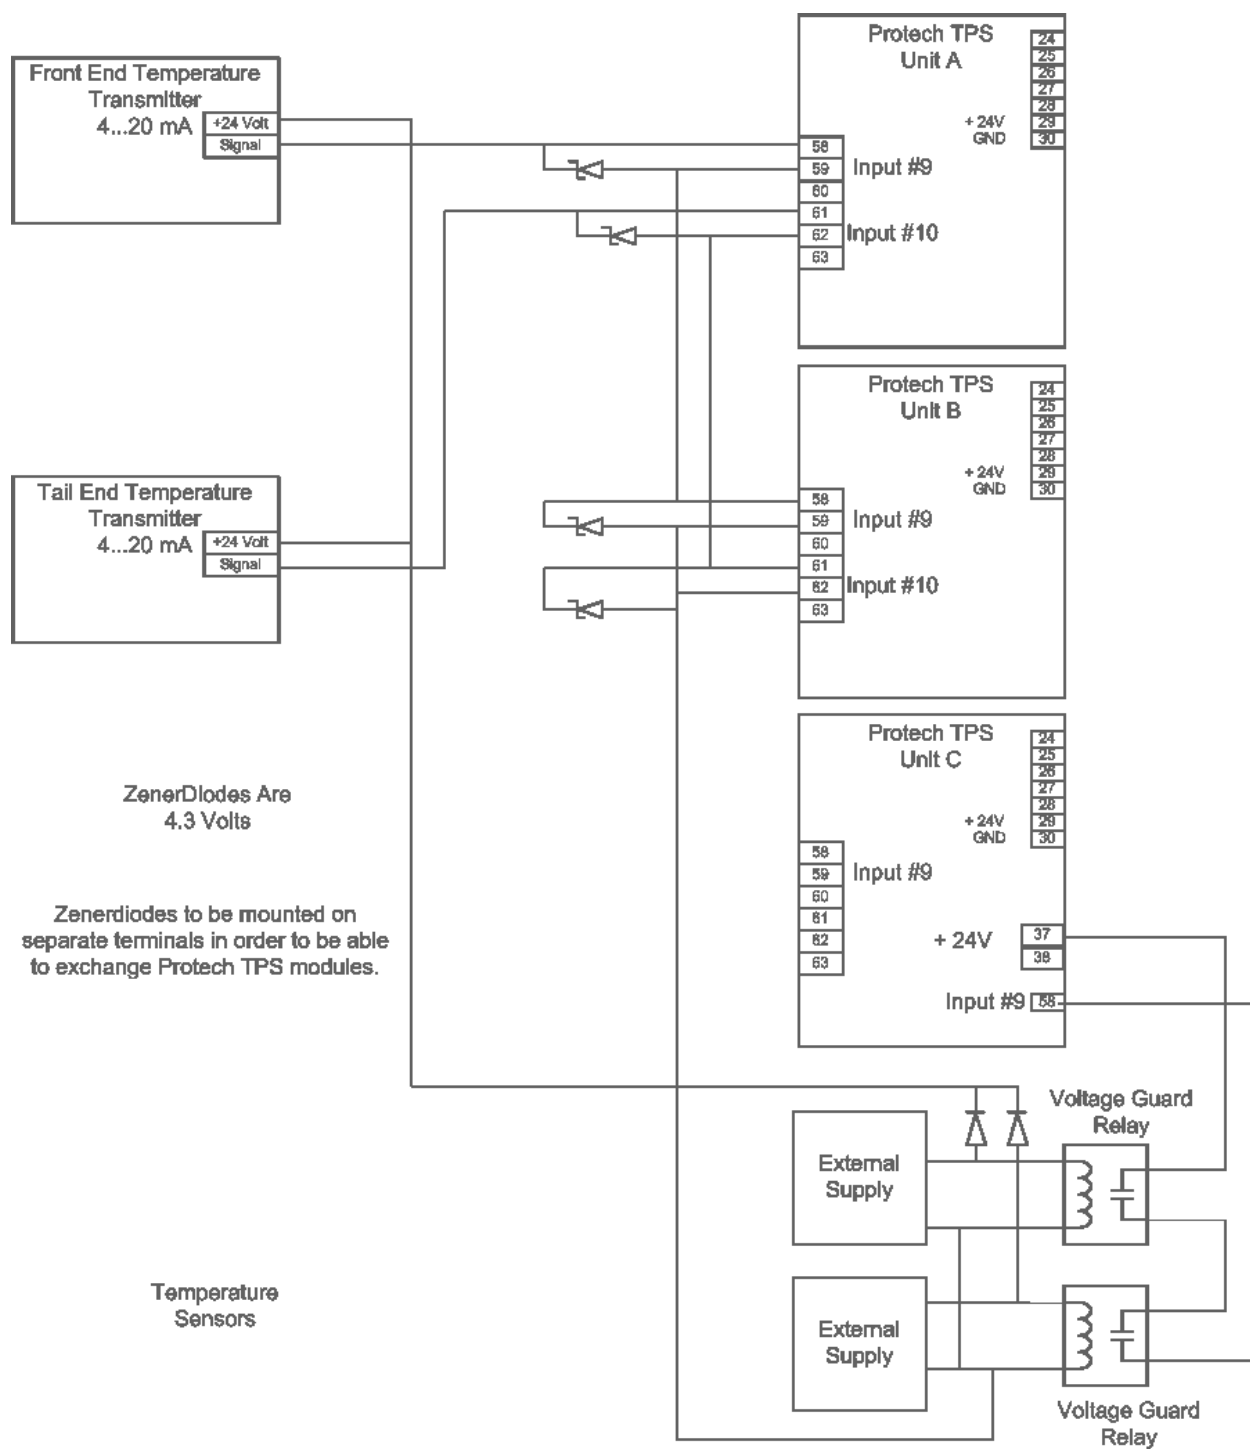 Protech TPS
Unit A
24
25
26
27
28
+ 24V
29
GND
30
Front End Temperature
Transmitter
4...20 mA
+24 Volt
Signal
58
59
Input #9
60
61
62
Input #10
63
Protech TPS
Unit B
24
25
26
27
28
+ 24V
29
GND
30
Tail End Temperature
Transmitter
4...20 mA
+24 Volt
Signal
58
59
Input #9
60
61
62
Input #10
63
Protech TPS
Unit C
24
25
26
27
28
+ 24V
29
GND
30
ZenerDiodes Are
4.3 Volts
58
59
Input #9
60
61
62
63
+ 24V
37
38
Input #9
58
Zenerdiodes to be mounted on
separate terminals in order to be able
to exchange Protech TPS modules.
Voltage Guard
Relay
External
Supply
Temperature
Sensors
External
Supply
Voltage Guard
Relay